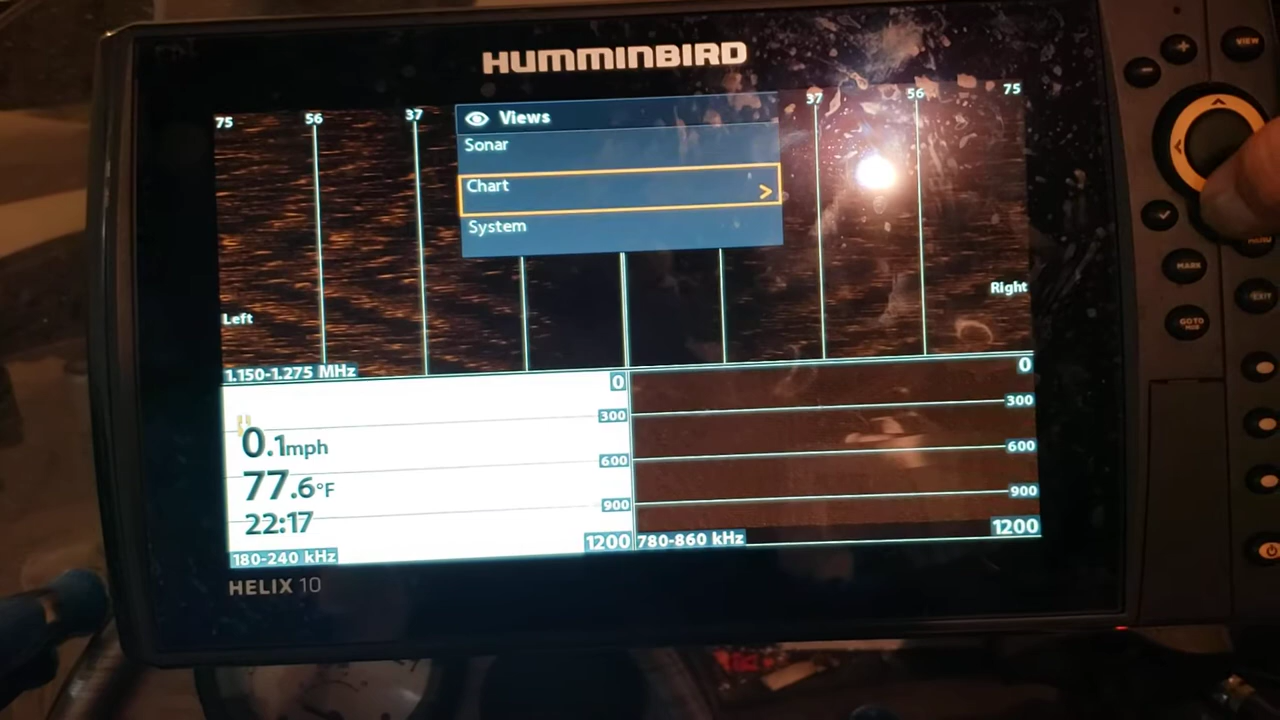 HUMMINBIRD
VIEW
75
56
37
Views
37
56
75
Sonar
Chart
System
MENU
MARK
EXIT
GO TO
Left
Right
1.150-1.275 MHz
0
0
300
300
0.1mph
600
600
77.6°F
900
900
22:17
1200
1200
180-240 kHz
780-860 kHz
HELIX 10